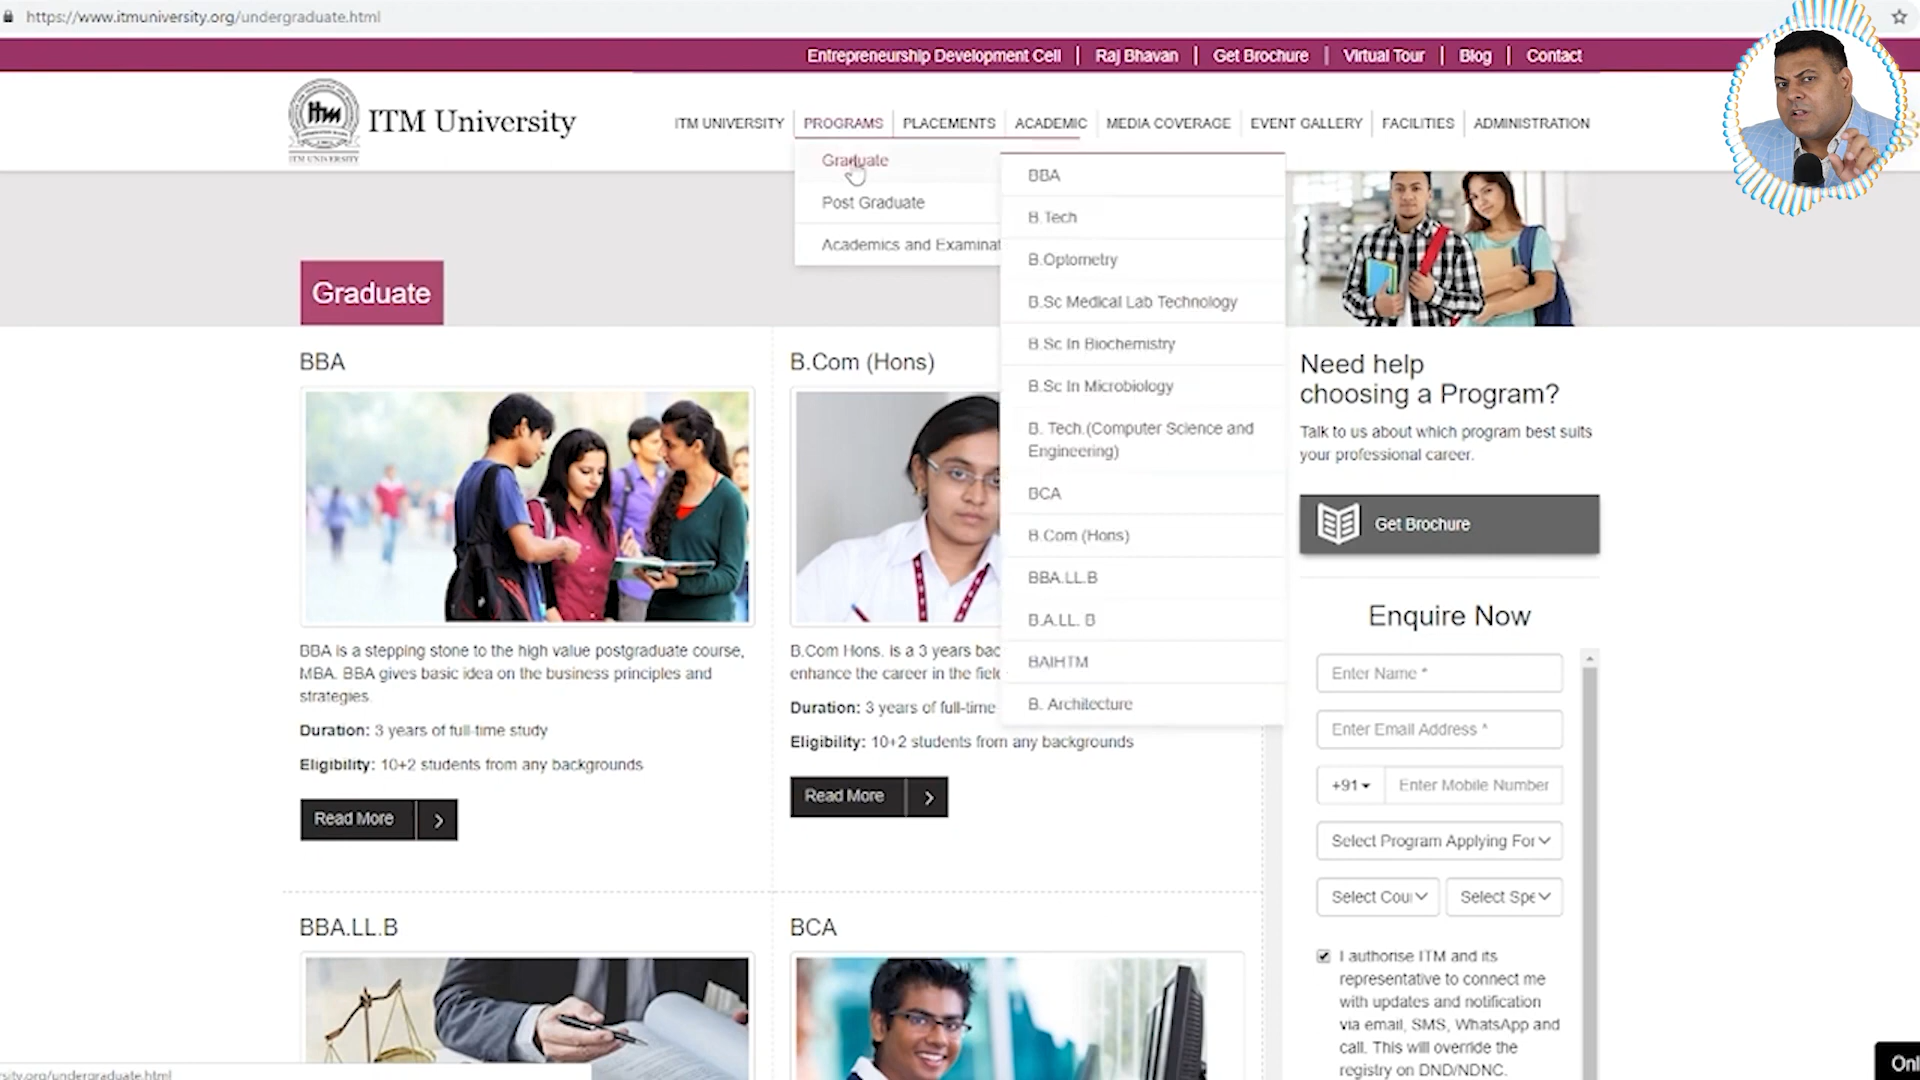 https://www.itmuniversity.org/undergraduate.html
Entrepreneurship Development Cell | Raj Bhavan | Get Brochure | Virtual Tour | Blog | Contact
Itm
ITM UNIVERSITY
ITM University
ITM UNIVERSITY PROGRAMS PLACEMENTS ACADEMIC MEDIA COVERAGE EVENT GALLERY FACILITIES ADMINISTRATION
Graduate
Post Graduate
Academics and Examinat
BBA
B.Tech
B.Optometry
B.Sc Medical Lab Technology
B.Sc In Biochemistry
B.Sc In Microbiology
B. Tech.(Computer Science and
Engineering)
BCA
B.Com (Hons)
BBA.LL.B
B.A.LL. B
BAIHTM
B. Architecture
Graduate
BBA
BBA is a stepping stone to the high value postgraduate course,
MBA. BBA gives basic idea on the business principles and
strategies.
Duration: 3 years of full-time study
Eligibility: 10+2 students from any backgrounds
Read More
B.Com (Hons)
B.Com Hons. is a 3 years bac
enhance the career in the field
Duration: 3 years of full-time
Eligibility: 10+2 students from any backgrounds
Read More
BBA.LL.B
BCA
Need help
choosing a Program?
Talk to us about which program best suits
your professional career.
Get Brochure
Enquire Now
Enter Name *
Enter Email Address *
+91 Enter Mobile Number
Select Program Applying For
Select Cou Select Spe
I authorise ITM and its
representative to connect me
with updates and notification
via email, SMS, WhatsApp and
call. This will override the
registry on DND/NDNC.
Onl
sity.org/undergraduate.html